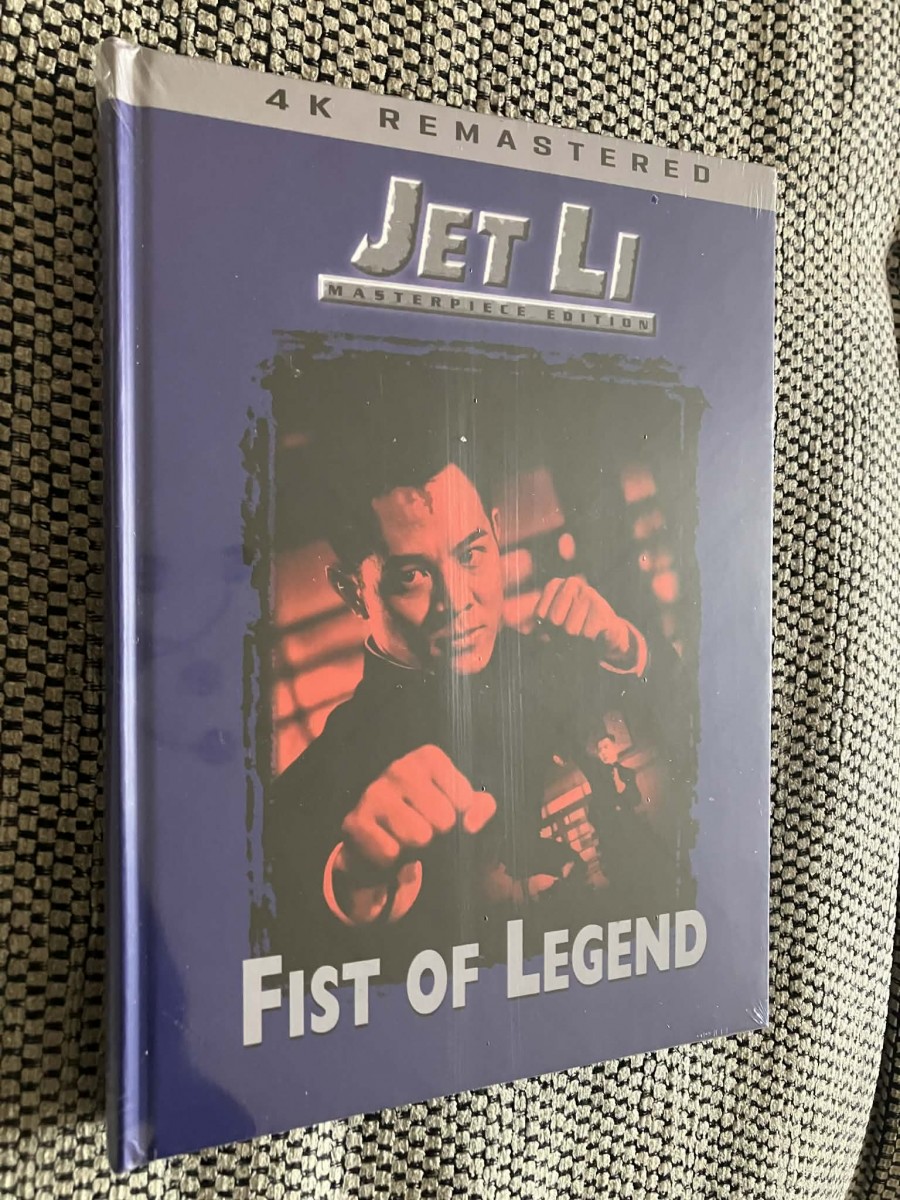 4K REMASTERED
JET LI
MASTERPIECE EDITION
FIST OF LEGEND